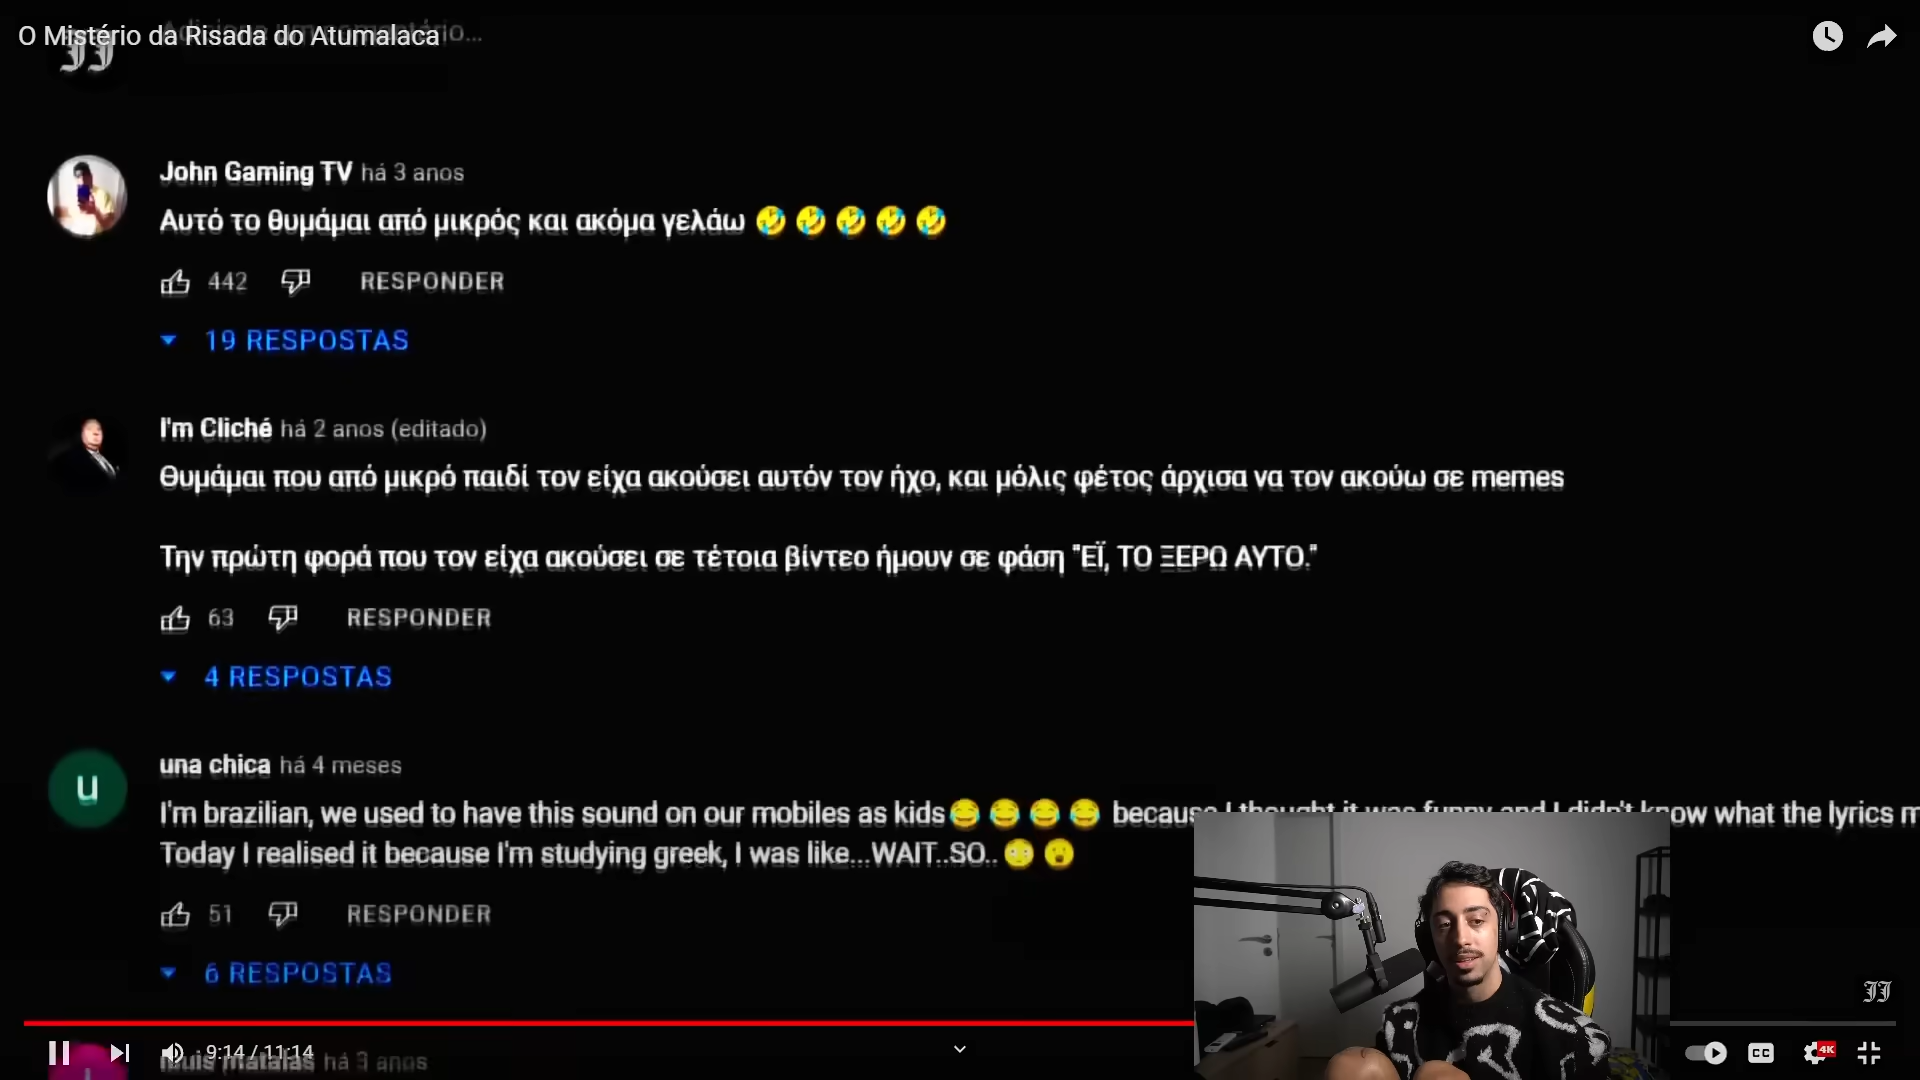 O Mistério da Risada do Atumalaca
John Gaming TV há 3 anos
Αυτό το θυμάμαι από μικρός και ακόμα γελάω 🤣🤣🤣🤣🤣
442 RESPONDER
19 RESPOSTAS
I'm Cliché há 2 anos (editado)
Θυμάμαι που από μικρό παιδί τον είχα ακούσει αυτόν τον ήχο, και μόλις φέτος άρχισα να τον ακούω σε memes
Την πρώτη φορά που τον είχα ακούσει σε τέτοια βίντεο ήμουν σε φάση "ΕΪ, ΤΟ ΞΕΡΩ ΑΥΤΟ."
63 RESPONDER
4 RESPOSTAS
u
una chica há 4 meses
I'm brazilian, we used to have this sound on our mobiles as kids😂😂😂😂 because I thought it was funny and I didn't know what the lyrics
Today I realised it because I'm studying greek, I was like...WAIT..SO..😳😮
51 RESPONDER
6 RESPOSTAS
JJ
9:14 / 11:14
há 3 anos
CC
4K